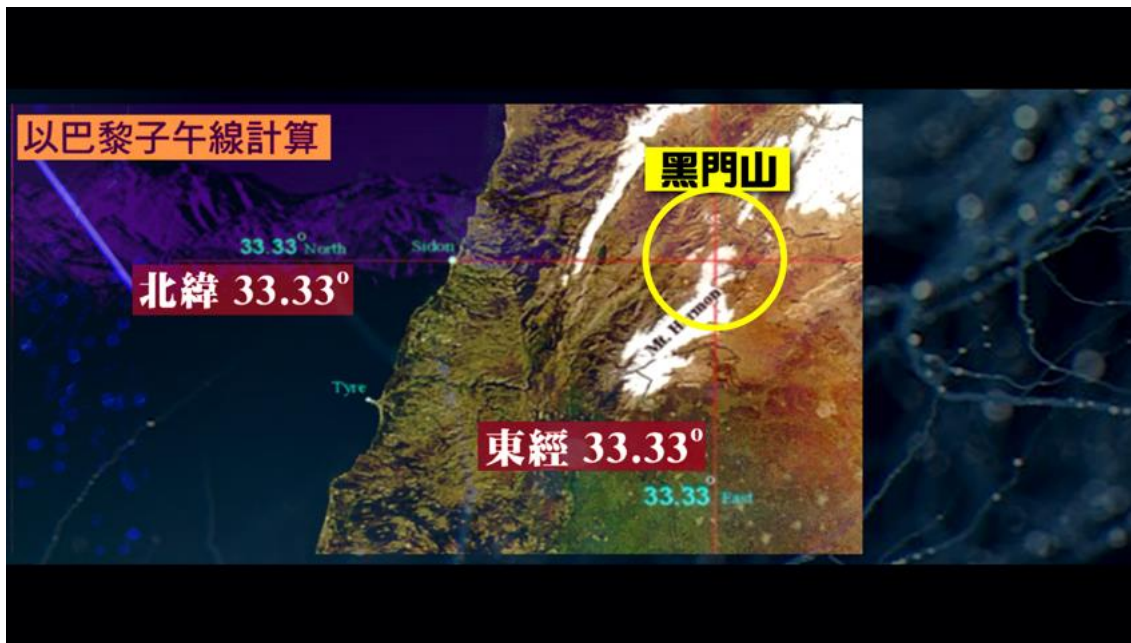 以巴黎子午線計算
黑門山
33.33° North
Sidon
北緯 33.33°
Mt. Hermon
Tyre
東經 33.33°
33.33° East